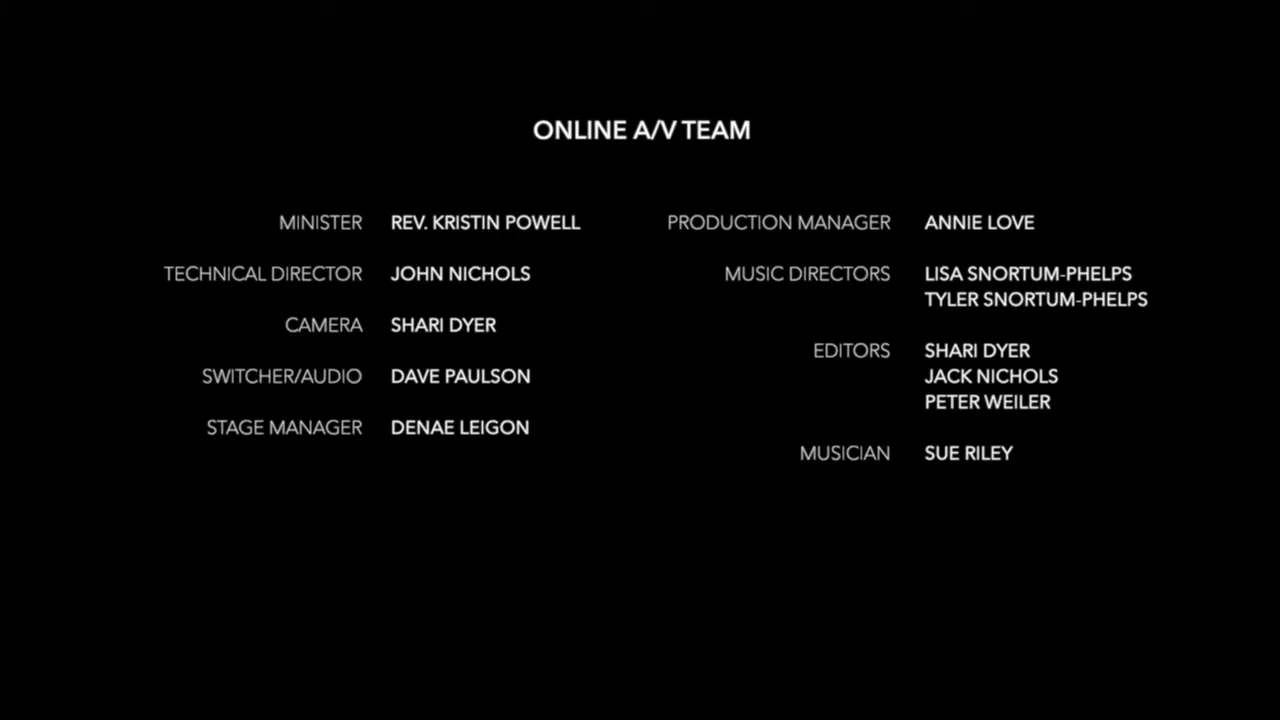 ONLINE A/V TEAM
MINISTER REV. KRISTIN POWELL
TECHNICAL DIRECTOR JOHN NICHOLS
CAMERA SHARI DYER
SWITCHER/AUDIO DAVE PAULSON
STAGE MANAGER DENAE LEIGON
PRODUCTION MANAGER ANNIE LOVE
MUSIC DIRECTORS LISA SNORTUM-PHELPS
TYLER SNORTUM-PHELPS
EDITORS SHARI DYER
JACK NICHOLS
PETER WEILER
MUSICIAN SUE RILEY